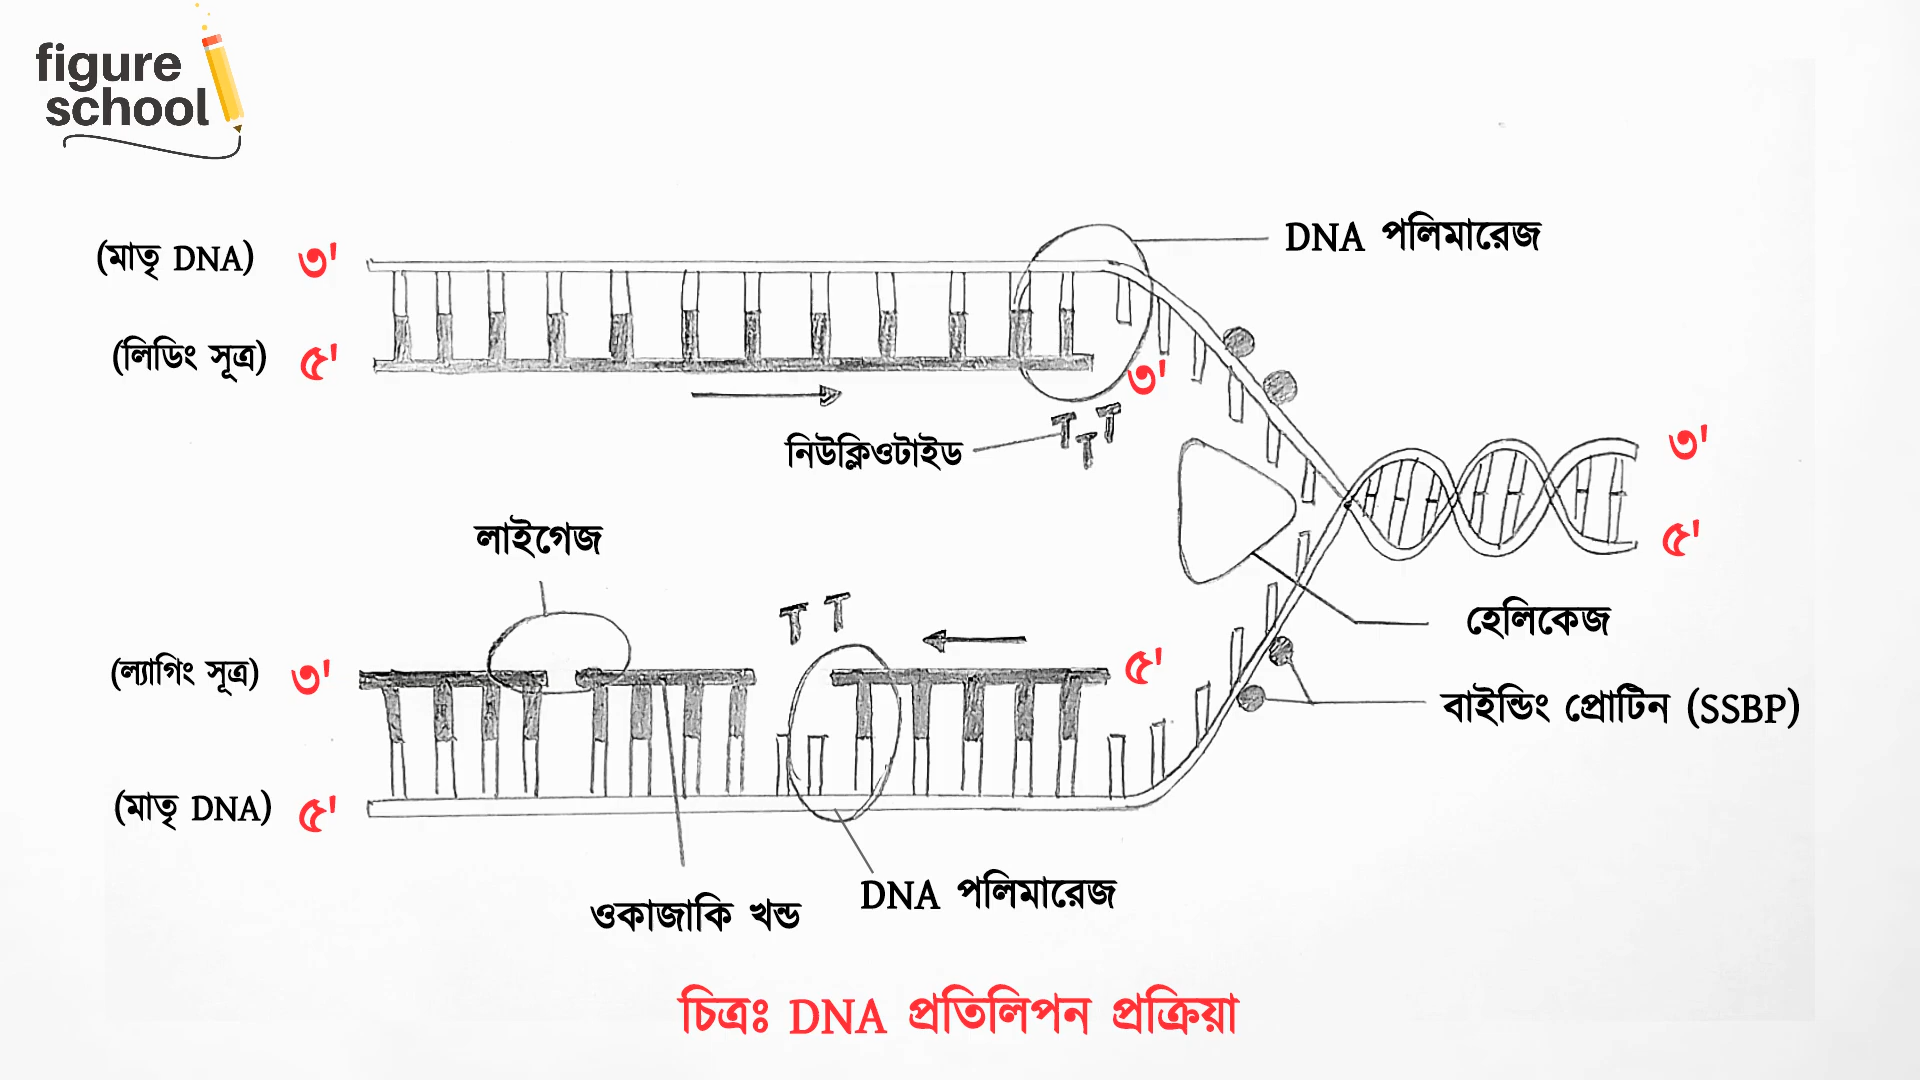 figure
school
DNA পলিমারেজ
(মাতৃ DNA) ৩'
(লিডিং সূত্র) ৫'
৩'
নিউক্লিওটাইড
৩'
৫'
লাইগেজ
হেলিকেজ
(ল্যাগিং সূত্র) ৩'
৫'
বাইন্ডিং প্রোটিন (SSBP)
(মাতৃ DNA) ৫'
DNA পলিমারেজ
ওকাজাকি খন্ড
চিত্রঃ DNA প্রতিলিপন প্রক্রিয়া